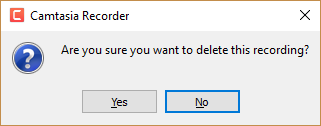 Camtasia Recorder
Are you sure you want to delete this recording?
Yes No